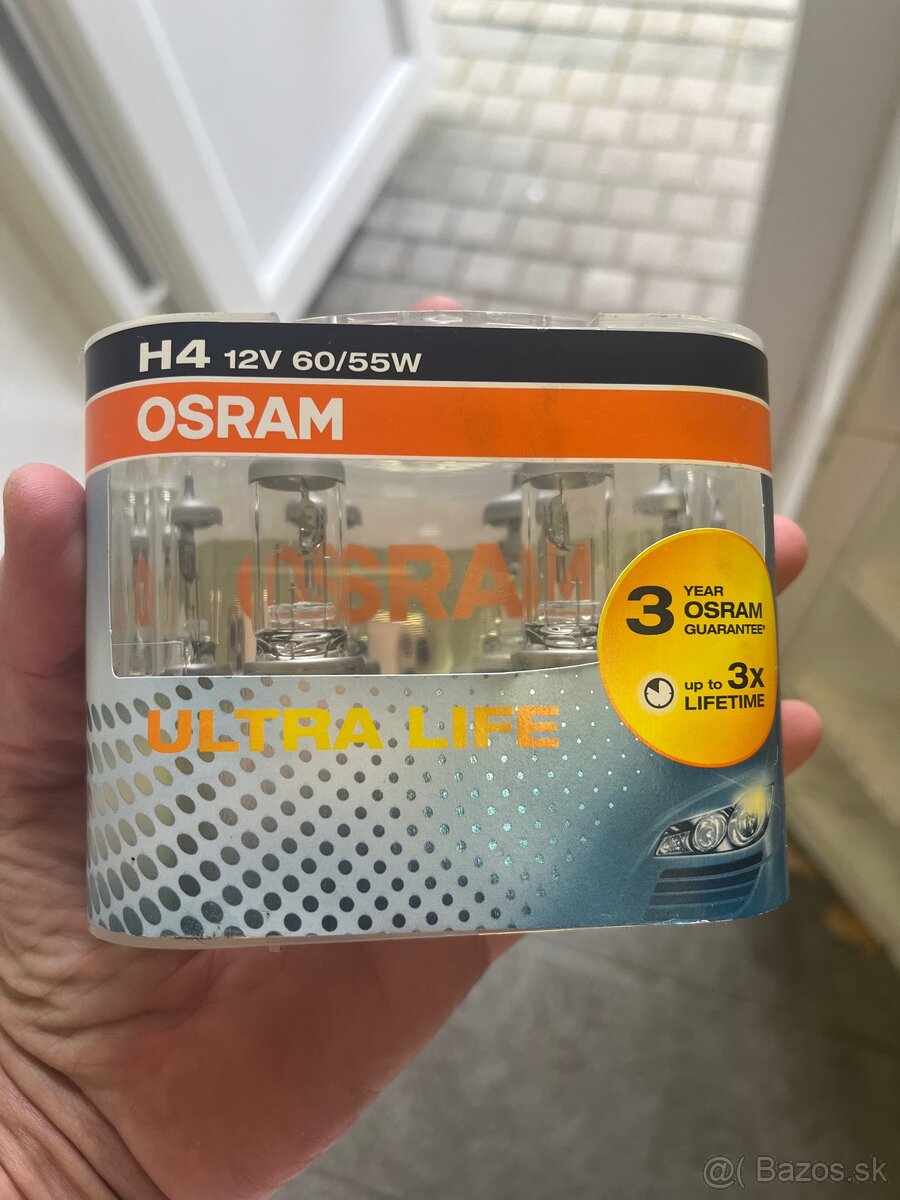 H4 12V 60/55W
OSRAM
OSRAM
3 YEAR
OSRAM
GUARANTEE*
up to 3x
LIFETIME
ULTRA LIFE
@( Bazos.sk